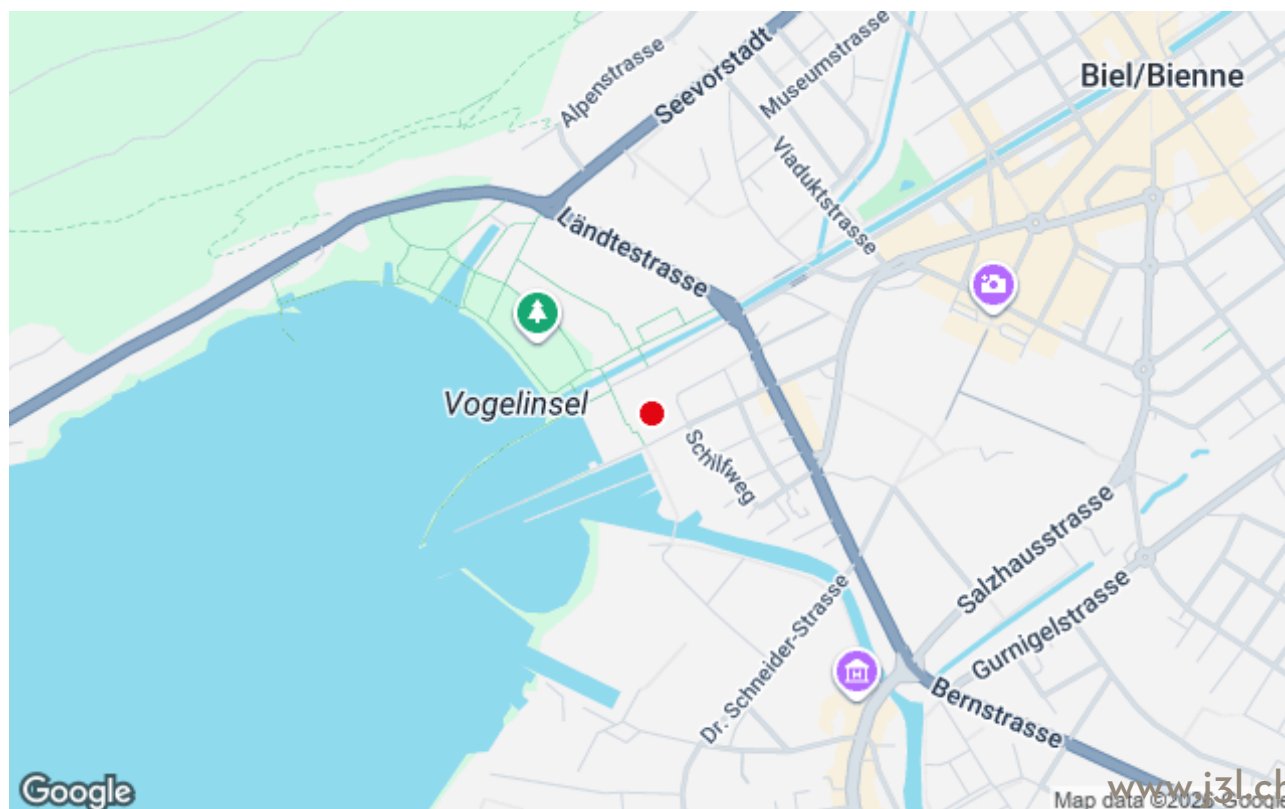 Alpenstrasse
Seevorstadt
Museumstrasse
Biel/Bienne
Viaduktstrasse
Ländtestrasse
Vogelinsel
Schilfweg
Salzhausstrasse
Gurnigelstrasse
Dr. Schneider-Strasse
Bernstrasse
Google
www.j3l.ch
Map data ©2026 Google